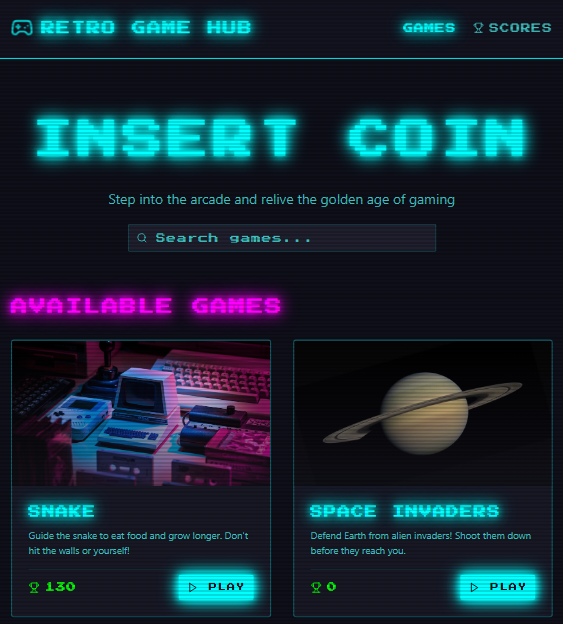 RETRO GAME HUB
GAMES
SCORES
INSERT COIN
Step into the arcade and relive the golden age of gaming
Search games...
AVAILABLE GAMES
SNAKE
Guide the snake to eat food and grow longer. Don't
hit the walls or yourself!
130
PLAY
SPACE INVADERS
Defend Earth from alien invaders! Shoot them down
before they reach you.
0
PLAY